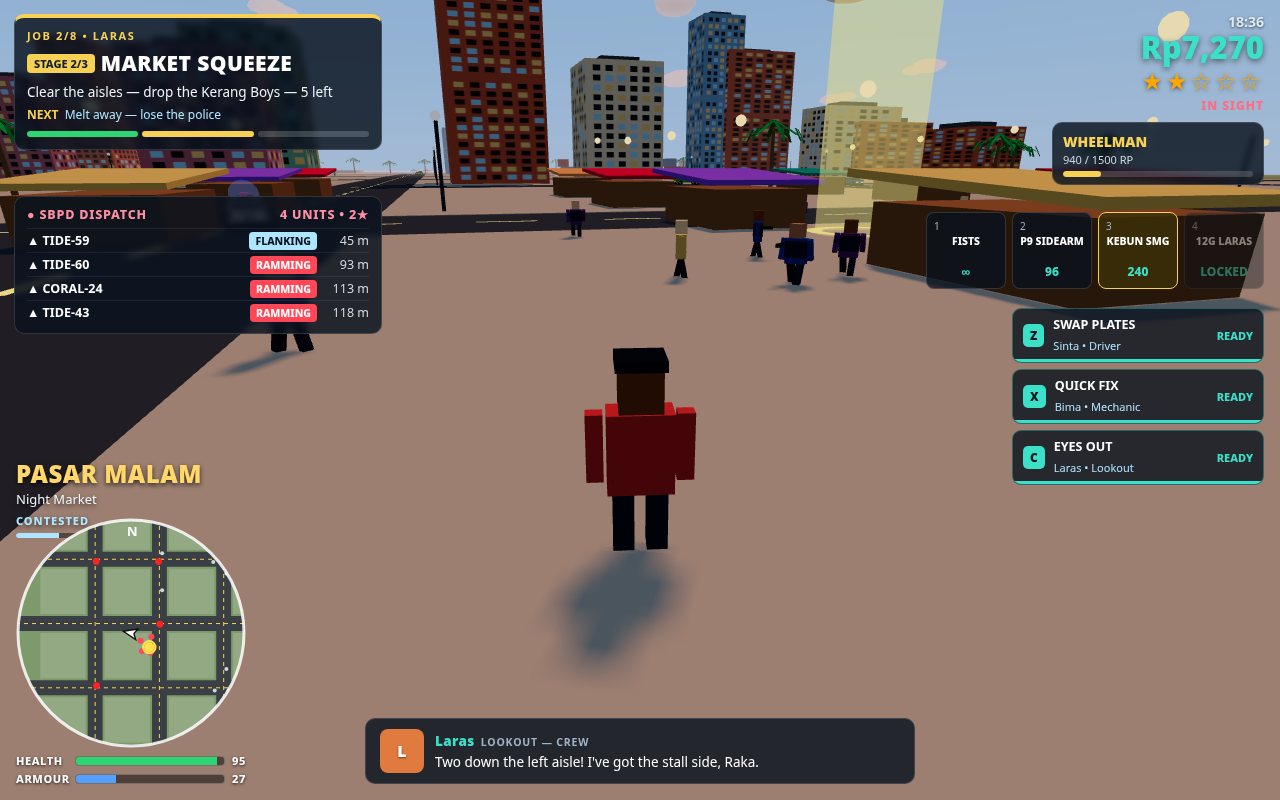 JOB 2/8 • LARAS
STAGE 2/3 MARKET SQUEEZE
Clear the aisles — drop the Kerang Boys — 5 left
NEXT Melt away — lose the police
● SBPD DISPATCH 4 UNITS • 2★
▲ TIDE-59 FLANKING 45 m
▲ TIDE-60 RAMMING 93 m
▲ CORAL-24 RAMMING 113 m
▲ TIDE-43 RAMMING 118 m
18:36
Rp7,270
★★☆☆☆
IN SIGHT
WHEELMAN
940 / 1500 RP
1 FISTS ∞
2 P9 SIDEARM 96
3 KEBUN SMG 240
4 12G LARAS LOCKED
Z SWAP PLATES READY
Sinta • Driver
X QUICK FIX READY
Bima • Mechanic
C EYES OUT READY
Laras • Lookout
PASAR MALAM
Night Market
CONTESTED
N
HEALTH 95
ARMOUR 27
L
Laras LOOKOUT — CREW
Two down the left aisle! I've got the stall side, Raka.